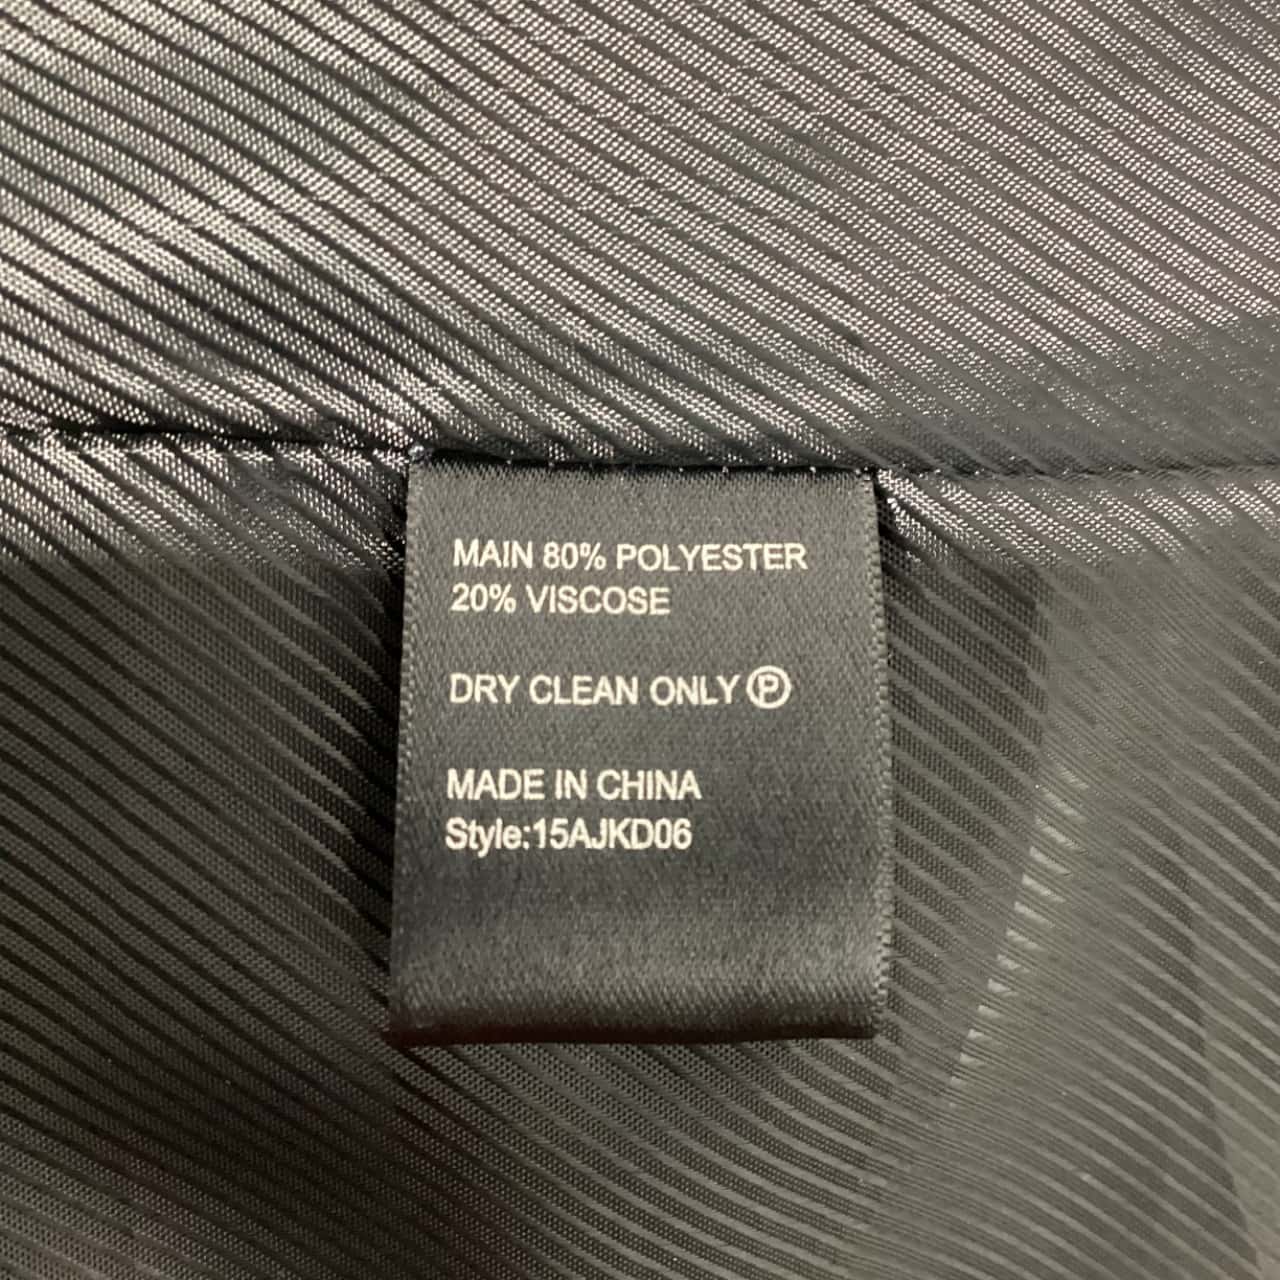 MAIN 80% POLYESTER
20% VISCOSE
DRY CLEAN ONLY Ⓟ
MADE IN CHINA
Style:15AJKD06